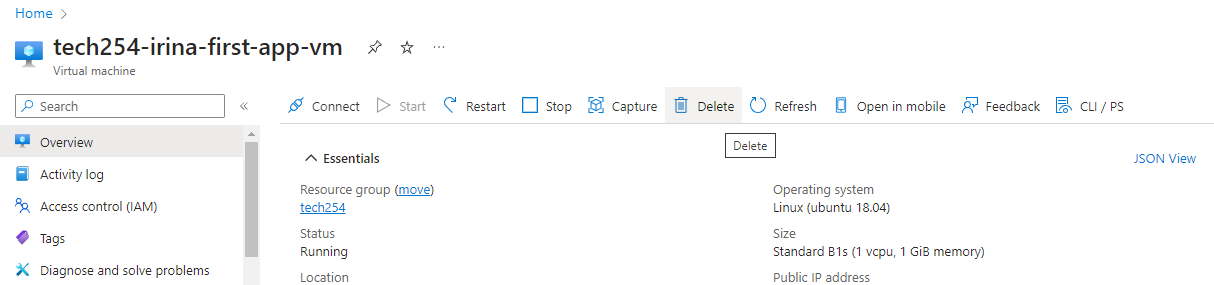 Home
tech254-irina-first-app-vm
Virtual machine
Search
Connect Start Restart Stop Capture Delete Refresh Open in mobile Feedback CLI / PS
Overview
Delete
Essentials
JSON View
Activity log
Resource group (move)
Operating system
Access control (IAM)
tech254
Linux (ubuntu 18.04)
Tags
Status
Size
Running
Standard B1s (1 vcpu, 1 GiB memory)
Diagnose and solve problems
Location
Public IP address